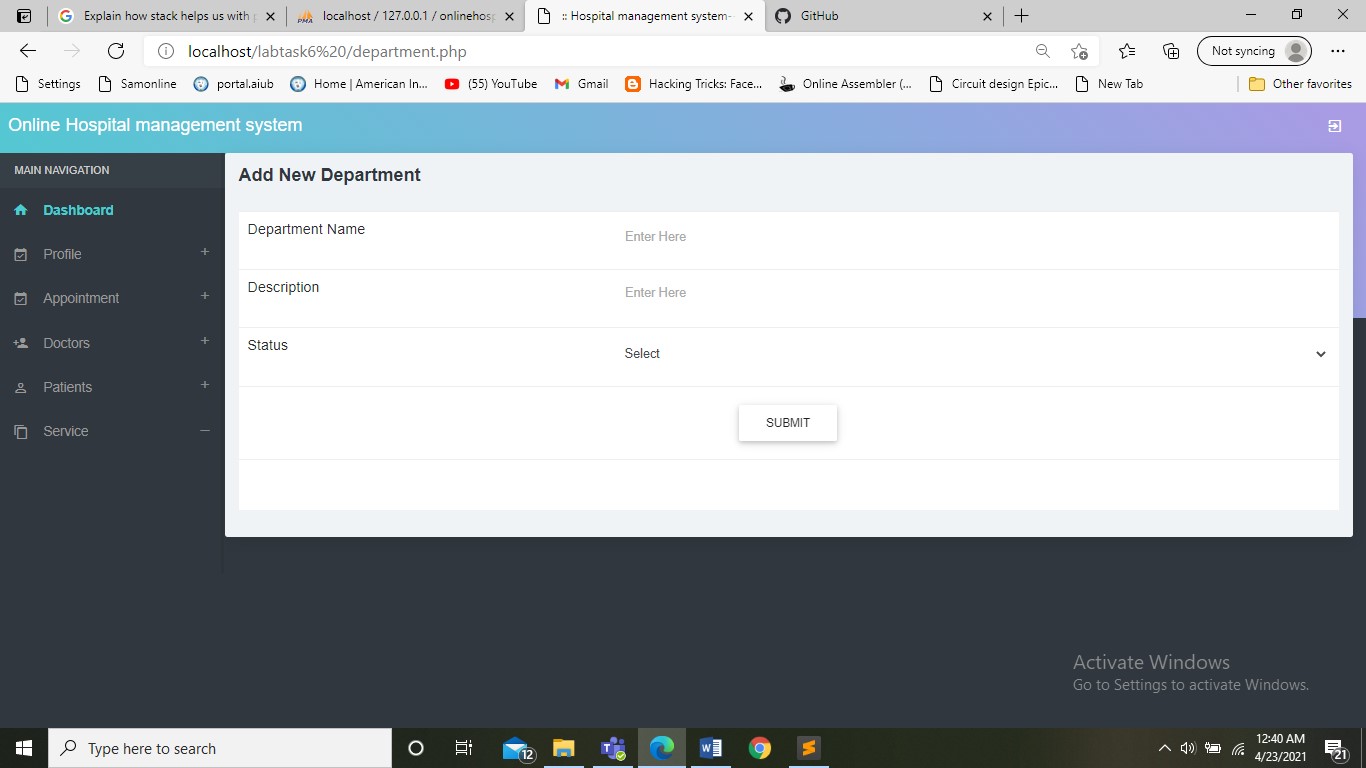 Explain how stack helps us with
localhost / 127.0.0.1 / onlinehos
:: Hospital management system-
GitHub
localhost/labtask6%20/department.php
Not syncing
Settings
Samonline
portal.aiub
Home | American In...
(55) YouTube
Gmail
Hacking Tricks: Face...
Online Assembler (...
Circuit design Epic...
New Tab
Other favorites
Online Hospital management system
MAIN NAVIGATION
Dashboard
Profile +
Appointment +
Doctors +
Patients +
Service —
Add New Department
Department Name
Enter Here
Description
Enter Here
Status
Select
SUBMIT
Activate Windows
Go to Settings to activate Windows.
Type here to search
12
12:40 AM
4/23/2021
21